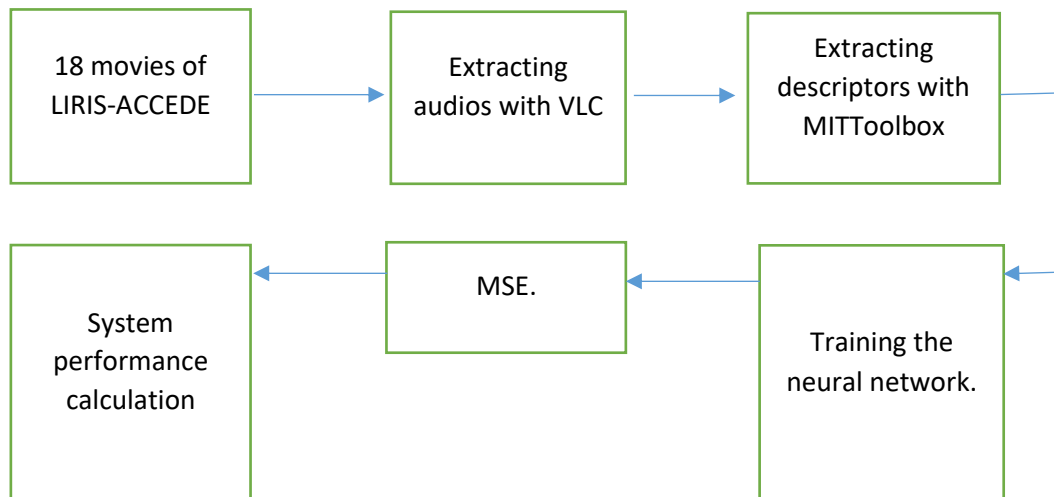 18 movies of
LIRIS-ACCEDE
Extracting
audios with VLC
Extracting
descriptors with
MITToolbox
Training the
neural network.
MSE.
System
performance
calculation